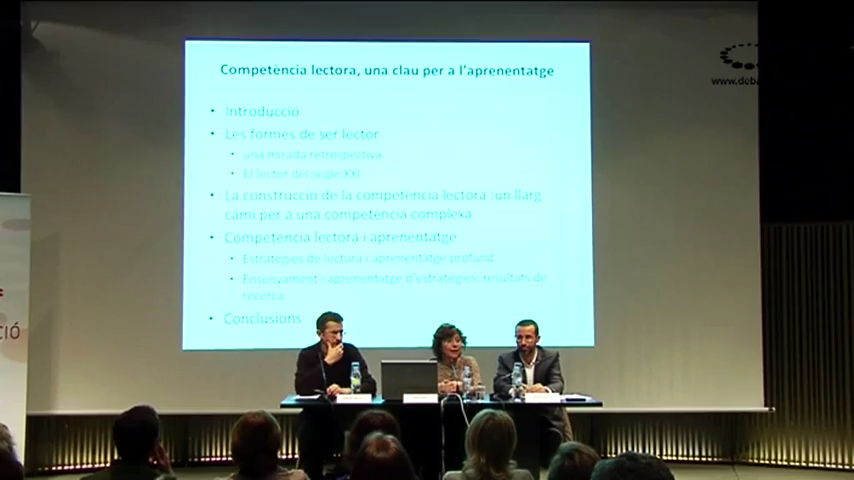 Competència lectora, una clau per a l'aprenentatge
www.deba
• Introducció
• Les formes de ser lector
• una mirada retrospectiva
• El lector del segle XXI
• La construcció de la competència lectora :un llarg
camí per a una competència complexa
• Competència lectora i aprenentatge
• Estratègies de lectura i aprenentatge profund
• Ensenyament i aprenentatge d'estratègies: resultats de
recerca
• Conclusions
CIÓ